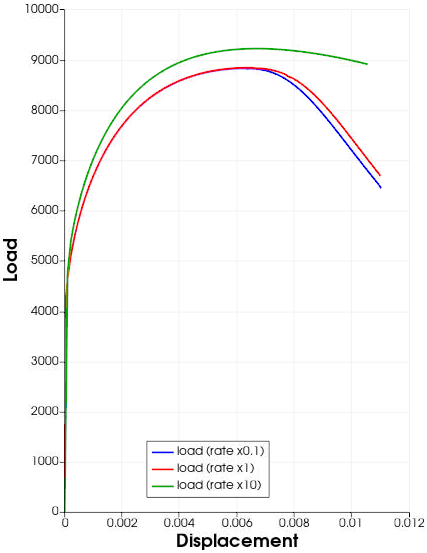 10000
9000
8000
7000
6000
5000
4000
3000
2000
1000
0
Load
load (rate x0.1)
load (rate x1)
load (rate x10)
0 0.002 0.004 0.006 0.008 0.01 0.012
Displacement